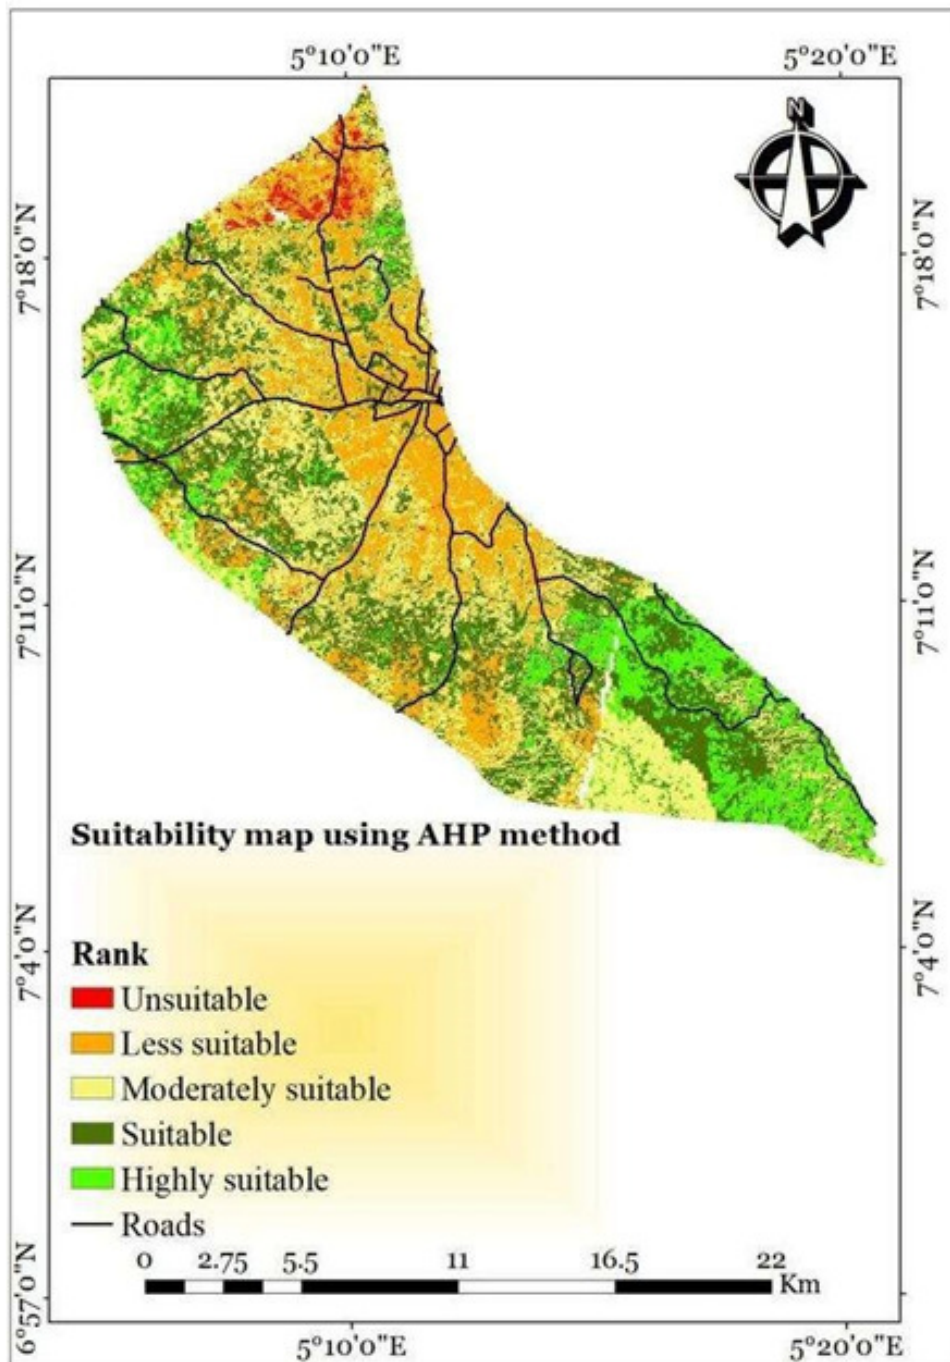 5°10'0"E
5°20'0"E
N
7°18'0"N
7°18'0"N
7°11'0"N
7°11'0"N
Suitability map using AHP method
7°4'0"N
7°4'0"N
Rank
Unsuitable
Less suitable
Moderately suitable
Suitable
Highly suitable
Roads
0 2.75 5.5 11 16.5 22
Km
6°57'0"N
5°10'0"E
5°20'0"E